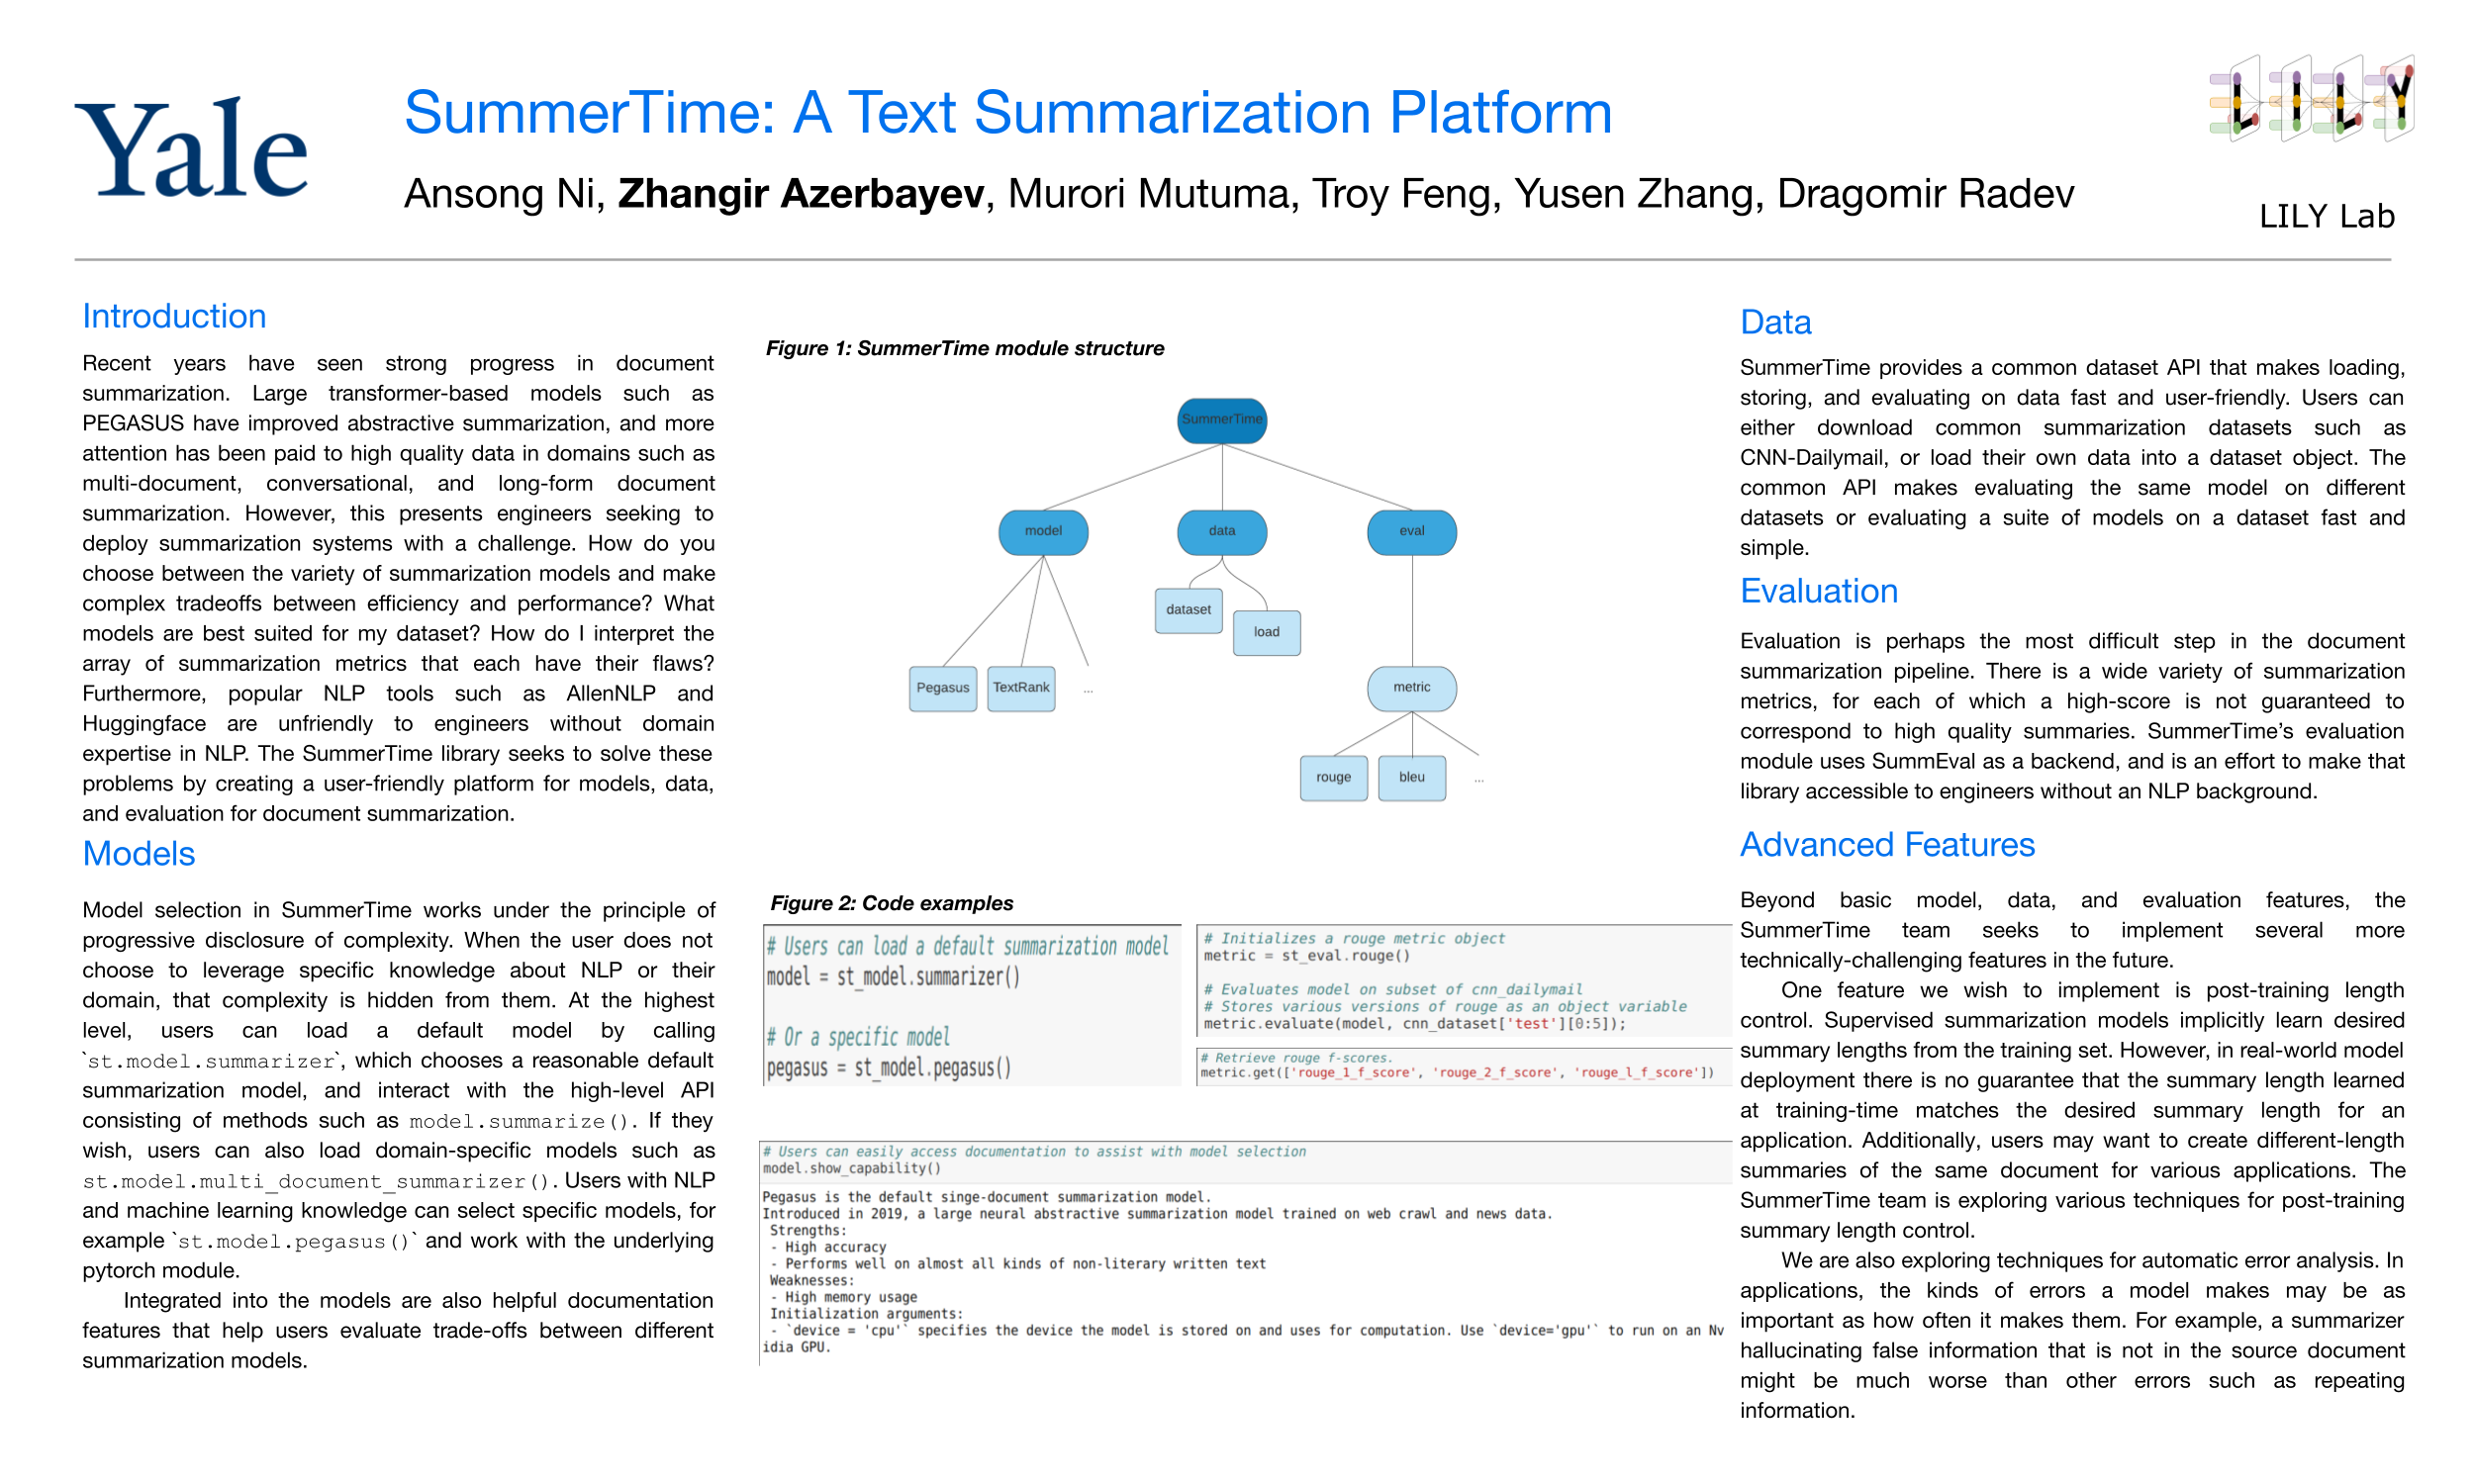 Yale
SummerTime: A Text Summarization Platform
Ansong Ni, Zhangir Azerbayev, Murori Mutuma, Troy Feng, Yusen Zhang, Dragomir Radev
LILY
LILY Lab
Introduction
Recent years have seen strong progress in document
summarization. Large transformer-based models such as
PEGASUS have improved abstractive summarization, and more
attention has been paid to high quality data in domains such as
multi-document, conversational, and long-form document
summarization. However, this presents engineers seeking to
deploy summarization systems with a challenge. How do you
choose between the variety of summarization models and make
complex tradeoffs between efficiency and performance? What
models are best suited for my dataset? How do I interpret the
array of summarization metrics that each have their flaws?
Furthermore, popular NLP tools such as AllenNLP and
Huggingface are unfriendly to engineers without domain
expertise in NLP. The SummerTime library seeks to solve these
problems by creating a user-friendly platform for models, data,
and evaluation for document summarization.
Models
Model selection in SummerTime works under the principle of
progressive disclosure of complexity. When the user does not
choose to leverage specific knowledge about NLP or their
domain, that complexity is hidden from them. At the highest
level, users can load a default model by calling
`st.model.summarizer`, which chooses a reasonable default
summarization model, and interact with the high-level API
consisting of methods such as model.summarize(). If they
wish, users can also load domain-specific models such as
st.model.multi_document_summarizer(). Users with NLP
and machine learning knowledge can select specific models, for
example `st.model.pegasus()` and work with the underlying
pytorch module.
Integrated into the models are also helpful documentation
features that help users evaluate trade-offs between different
summarization models.
Figure 1: SummerTime module structure
SummerTime
model
data
eval
dataset
load
Pegasus
TextRank
...
metric
rouge
bleu
...
Figure 2: Code examples
# Users can load a default summarization model
model = st_model.summarizer()
# Or a specific model
pegasus = st_model.pegasus()
# Initializes a rouge metric object
metric = st_eval.rouge()
# Evaluates model on subset of cnn_dailymail
# Stores various versions of rouge as an object variable
metric.evaluate(model, cnn_dataset['test'][0:5]);
# Retrieve rouge f-scores.
metric.get(['rouge_1_f_score', 'rouge_2_f_score', 'rouge_l_f_score'])
# Users can easily access documentation to assist with model selection
model.show_capability()
Pegasus is the default singe-document summarization model.
Introduced in 2019, a large neural abstractive summarization model trained on web crawl and news data.
Strengths:
- High accuracy
- Performs well on almost all kinds of non-literary written text
Weaknesses:
- High memory usage
Initialization arguments:
- `device = 'cpu'` specifies the device the model is stored on and uses for computation. Use `device='gpu'` to run on an Nv
idia GPU.
Data
SummerTime provides a common dataset API that makes loading,
storing, and evaluating on data fast and user-friendly. Users can
either download common summarization datasets such as
CNN-Dailymail, or load their own data into a dataset object. The
common API makes evaluating the same model on different
datasets or evaluating a suite of models on a dataset fast and
simple.
Evaluation
Evaluation is perhaps the most difficult step in the document
summarization pipeline. There is a wide variety of summarization
metrics, for each of which a high-score is not guaranteed to
correspond to high quality summaries. SummerTime’s evaluation
module uses SummEval as a backend, and is an effort to make that
library accessible to engineers without an NLP background.
Advanced Features
Beyond basic model, data, and evaluation features, the
SummerTime team seeks to implement several more
technically-challenging features in the future.
One feature we wish to implement is post-training length
control. Supervised summarization models implicitly learn desired
summary lengths from the training set. However, in real-world model
deployment there is no guarantee that the summary length learned
at training-time matches the desired summary length for an
application. Additionally, users may want to create different-length
summaries of the same document for various applications. The
SummerTime team is exploring various techniques for post-training
summary length control.
We are also exploring techniques for automatic error analysis. In
applications, the kinds of errors a model makes may be as
important as how often it makes them. For example, a summarizer
hallucinating false information that is not in the source document
might be much worse than other errors such as repeating
information.